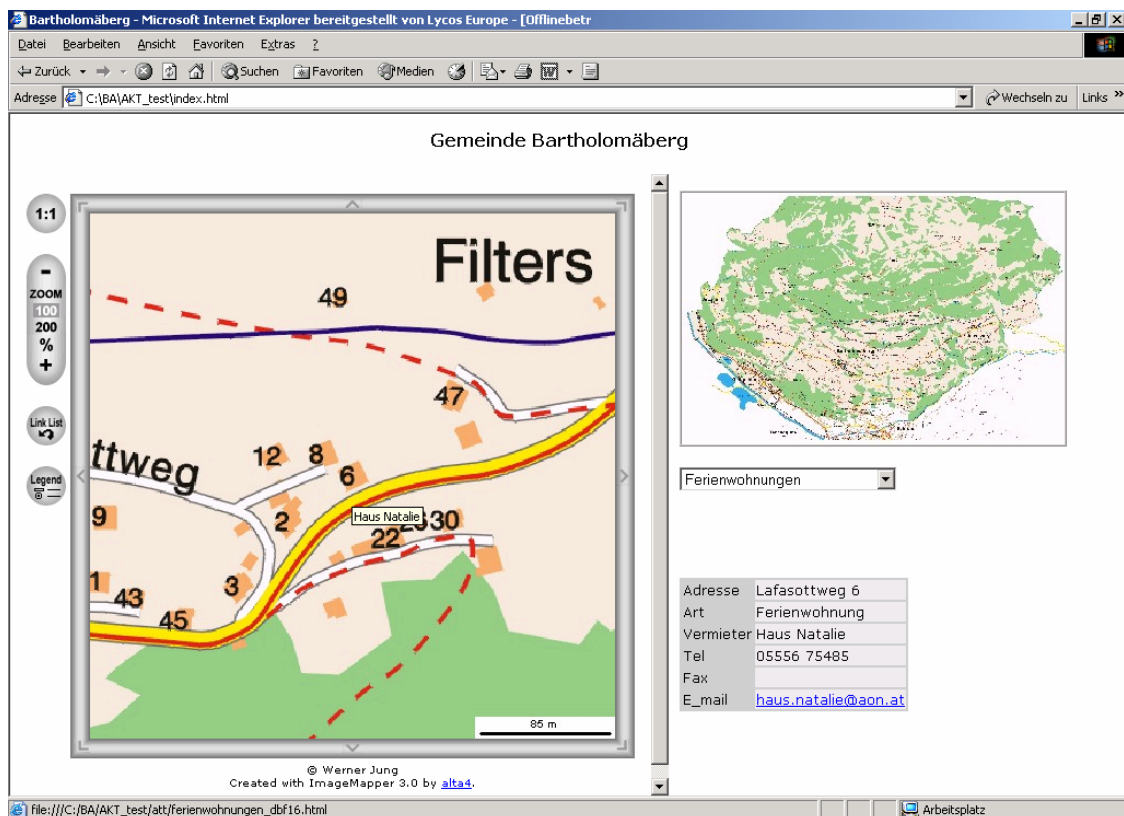 Bartholomäberg - Microsoft Internet Explorer bereitgestellt von Lycos Europe - [Offlinebetr
Datei Bearbeiten Ansicht Favoriten Extras ?
Zurück Suchen Favoriten Medien
Adresse C:\BA\AKT_test\index.html Wechseln zu Links »
Gemeinde Bartholomäberg
1:1
-
ZOOM
100
200
%
+
Link List
Legend
Filters
49
47
ttweg
12 8
6
9
2
Haus Natalie
30
22
1
3
43
45
85 m
© Werner Jung
Created with ImageMapper 3.0 by alta4.
Ferienwohnungen
Adresse Lafasottweg 6
Art Ferienwohnung
Vermieter Haus Natalie
Tel 05556 75485
Fax
E_mail haus.natalie@aon.at
file:///C:/BA/AKT_test/att/ferienwohnungen_dbf16.html Arbeitsplatz